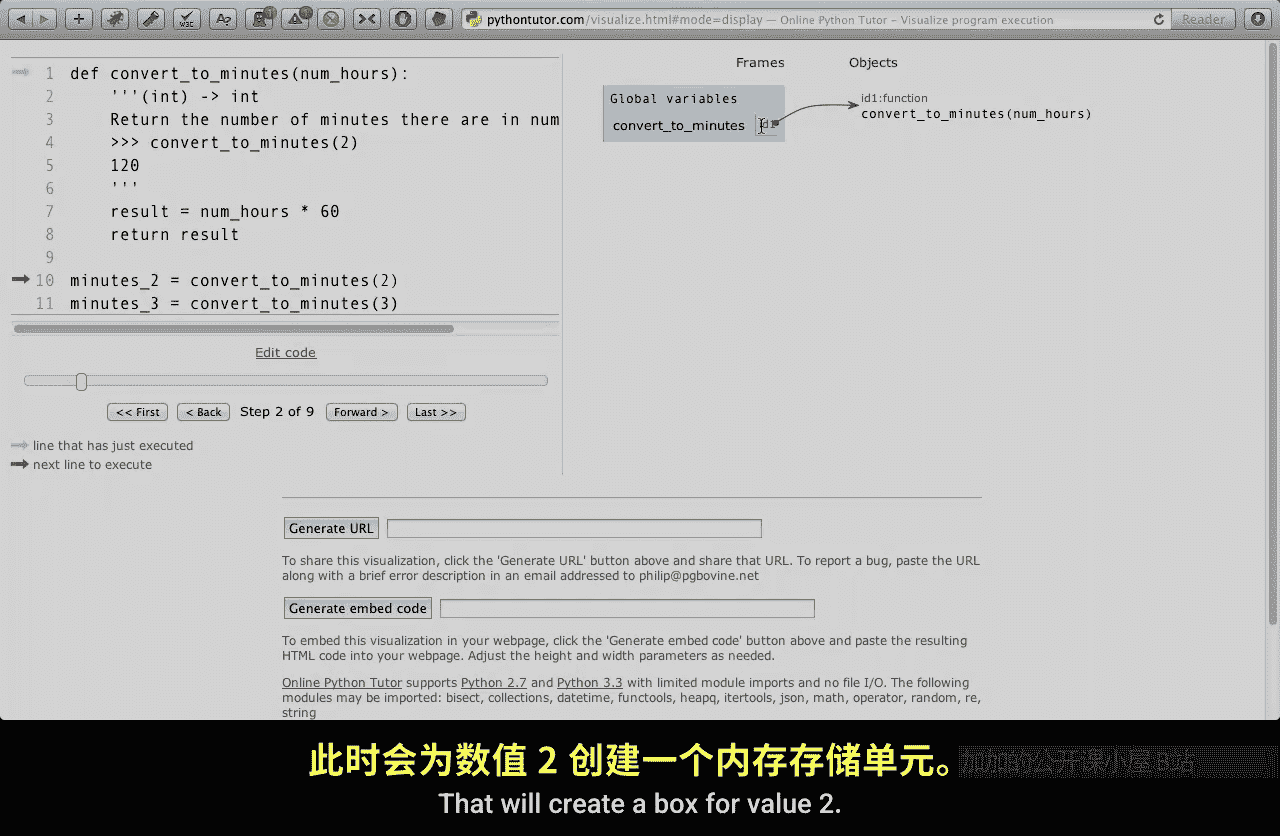 pythontutor.com/visualize.html#mode=display — Online Python Tutor – Visualize program execution
Reader
Frames
Objects
1 def convert_to_minutes(num_hours):
2 '''(int) -> int
3 Return the number of minutes there are in num
4 >>> convert_to_minutes(2)
5 120
6 '''
7 result = num_hours * 60
8 return result
9
10 minutes_2 = convert_to_minutes(2)
11 minutes_3 = convert_to_minutes(3)
Global variables
convert_to_minutes id1
id1:function
convert_to_minutes(num_hours)
Edit code
<< First
< Back
Step 2 of 9
Forward >
Last >>
line that has just executed
next line to execute
Generate URL
To share this visualization, click the 'Generate URL' button above and share that URL. To report a bug, paste the URL
along with a brief error description in an email addressed to philip@pgbovine.net
Generate embed code
To embed this visualization in your webpage, click the 'Generate embed code' button above and paste the resulting
HTML code into your webpage. Adjust the height and width parameters as needed.
Online Python Tutor supports Python 2.7 and Python 3.3 with limited module imports and no file I/O. The following
modules may be imported: bisect, collections, datetime, functools, heapq, itertools, json, math, operator, random, re,
string
此时会为数值 2 创建一个内存存储单元。
That will create a box for value 2.